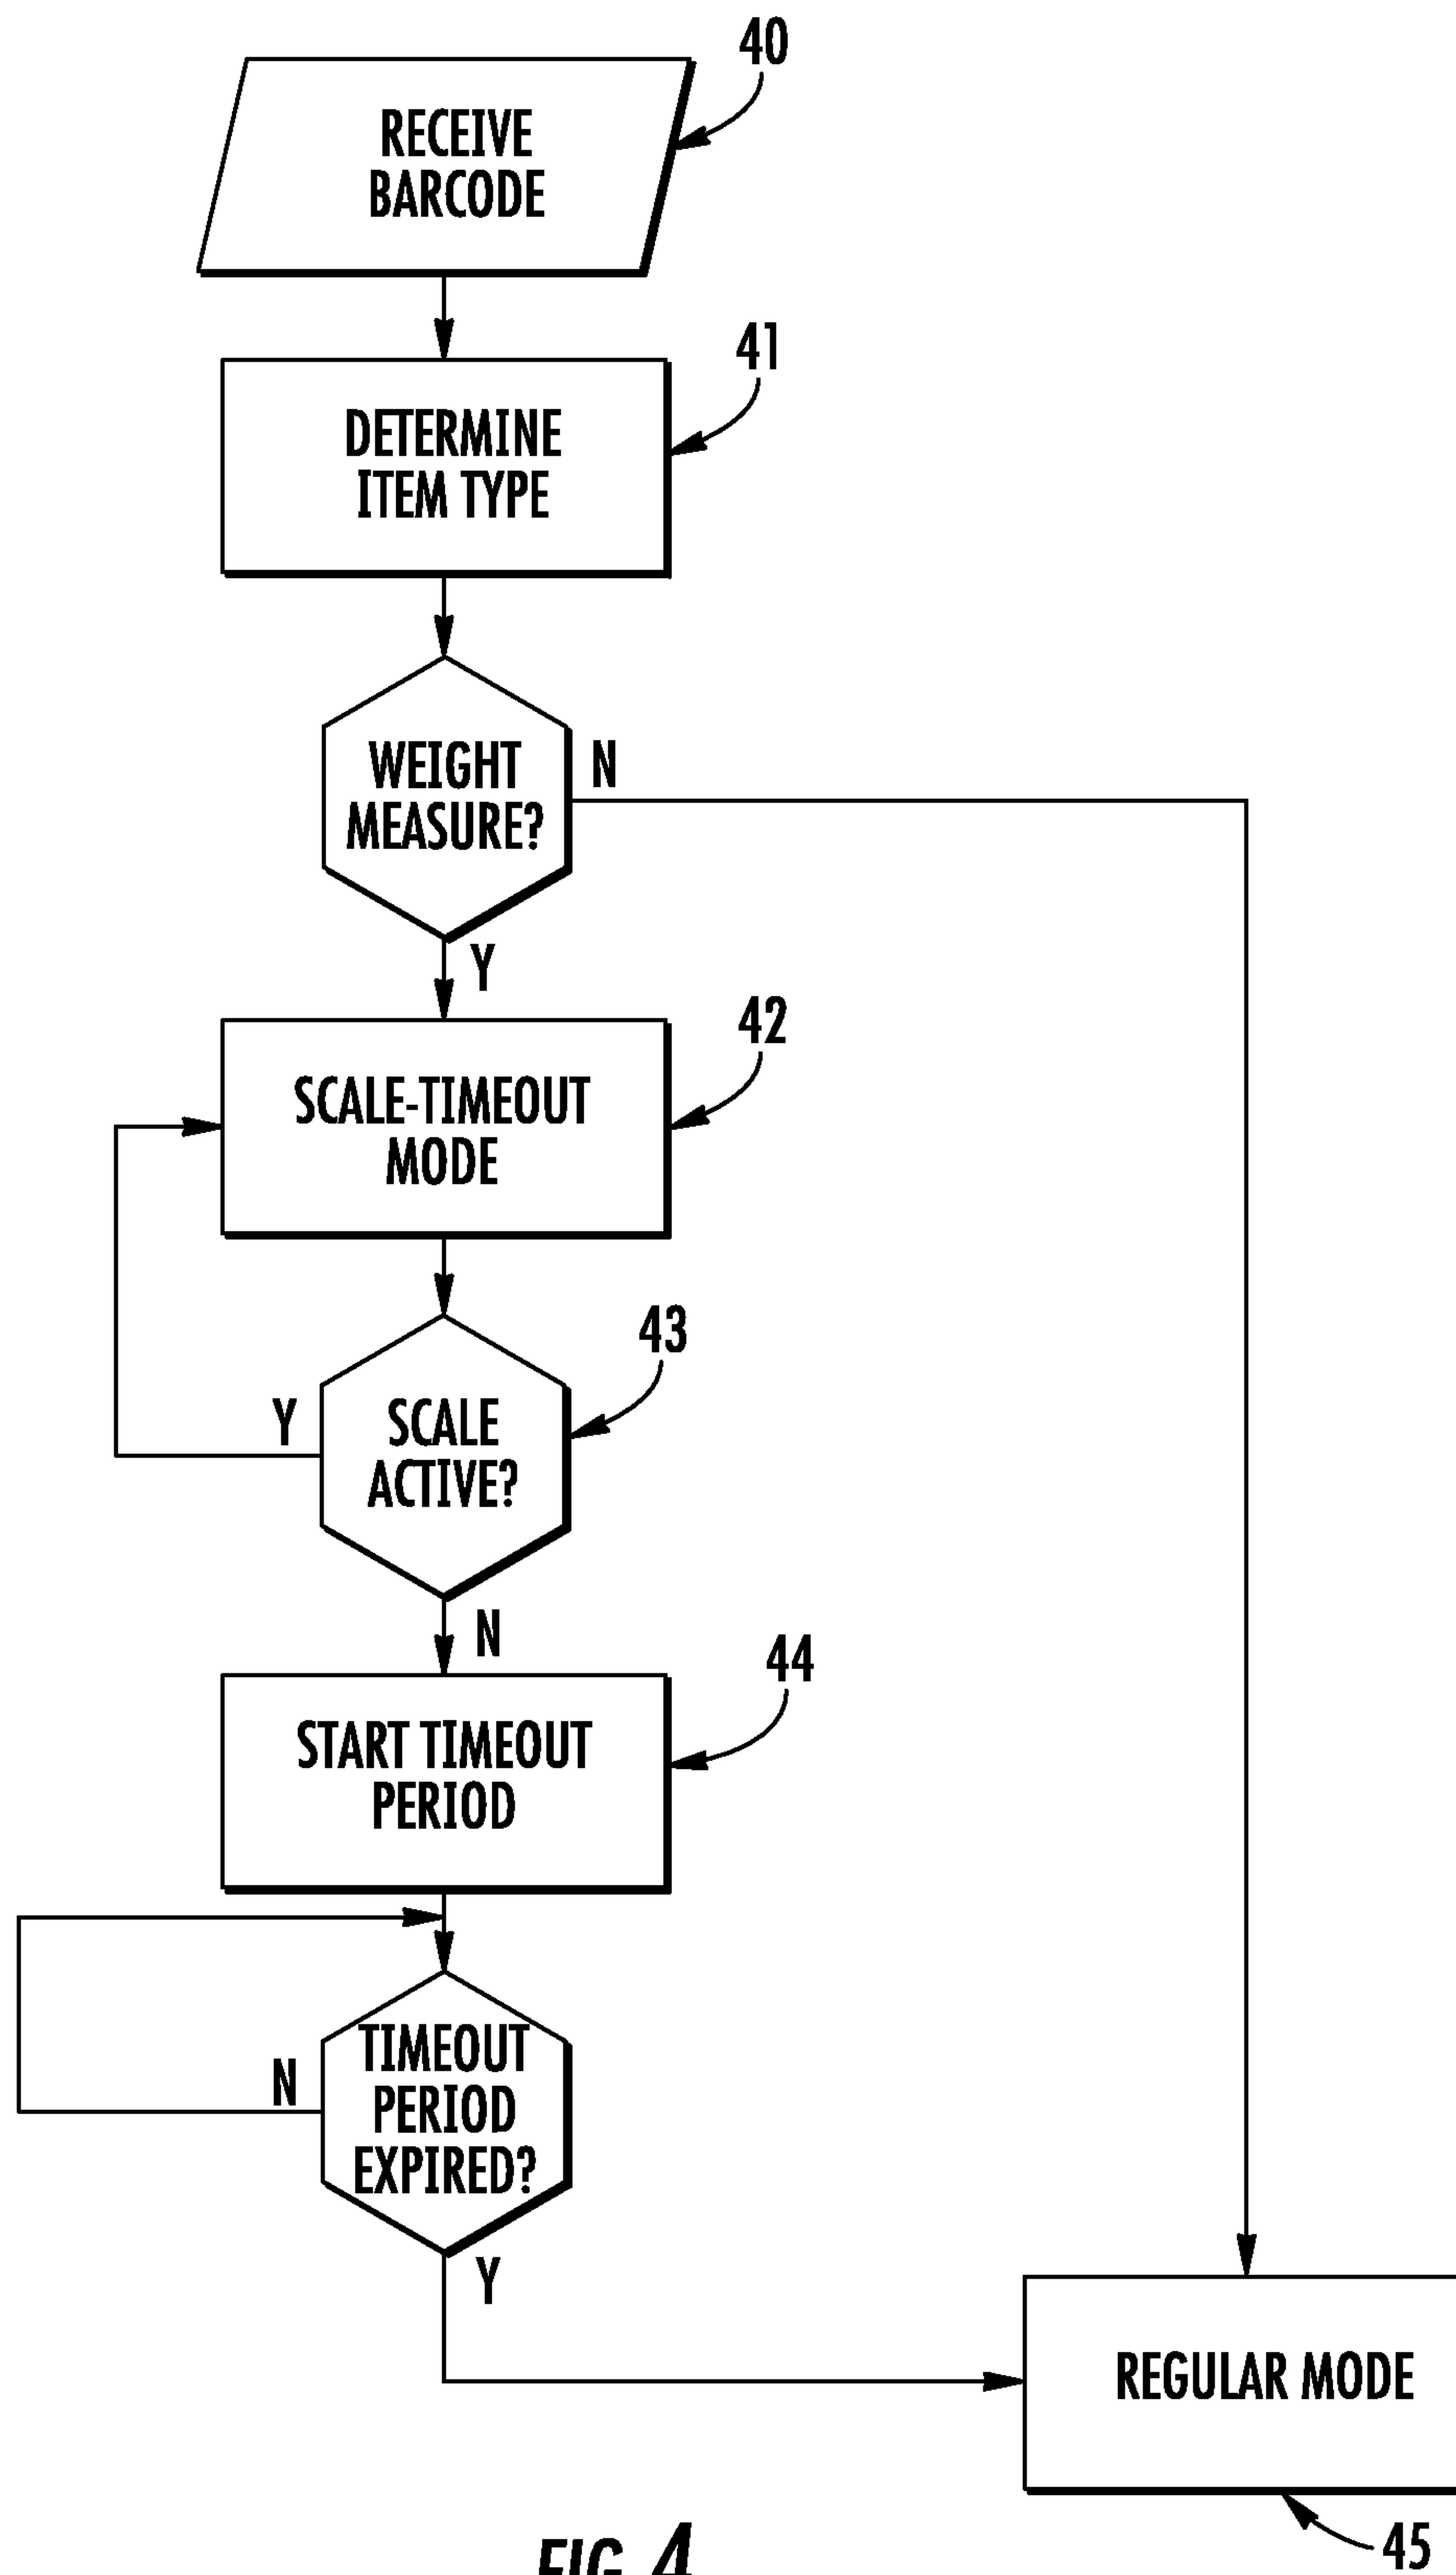 40
RECEIVE
BARCODE
41
DETERMINE
ITEM TYPE
WEIGHT
MEASURE?
N
Y
42
SCALE-TIMEOUT
MODE
43
SCALE
ACTIVE?
Y
N
44
START TIMEOUT
PERIOD
TIMEOUT
PERIOD
EXPIRED?
N
Y
REGULAR MODE
45
FIG. 4